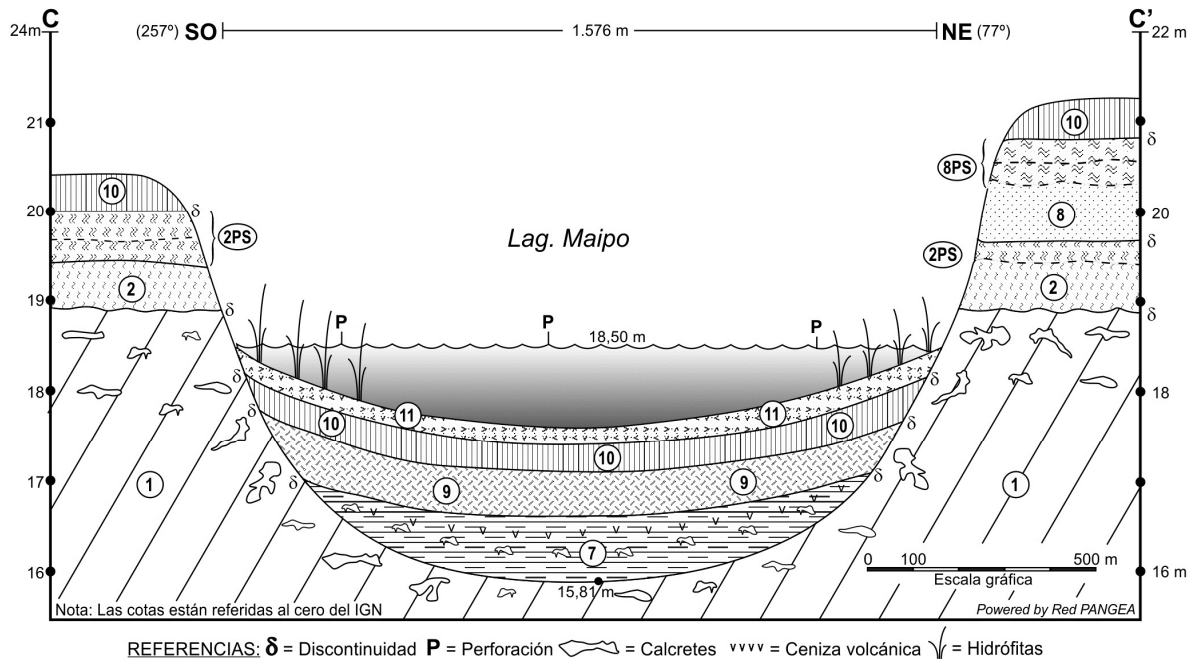 C C'
24m (257º) SO 1.576 m NE (77º) 22 m
21 10
10 δ
8PS
δ
20 8 20
2PS
Lag. Maipo
δ
2PS
2 2
19
δ δ
P P P
18,50 m
18 δ δ 18
11 11
10 10
δ δ
10
17 1 9 9 δ 1
δ
7
0 100 500 m
16 Escala gráfica 16 m
15,81 m
Nota: Las cotas están referidas al cero del IGN Powered by Red PANGEA
REFERENCIAS: δ = Discontinuidad P = Perforación = Calcretes = Ceniza volcánica = Hidrófitas